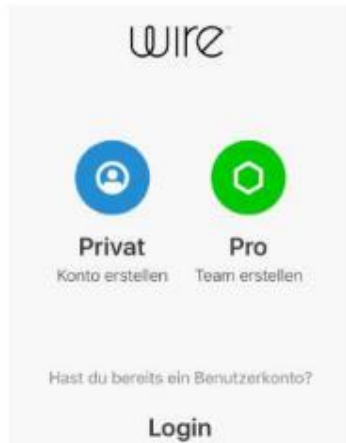 wire
Privat Pro
Konto erstellen Team erstellen
Hast du bereits ein Benutzerkonto?
Login